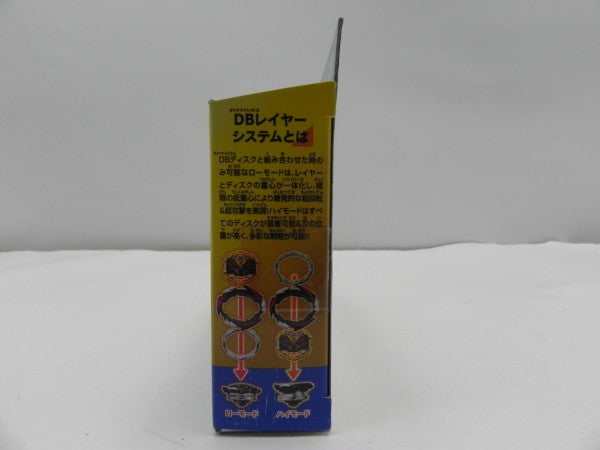 DBレイヤー
システムとは
DBディスクと組み合わせた時の
み可能なローモードは、レイヤー
とディスクの重心が一体化し、極
限の低重心により爆発的な超回転
&超攻撃を実現!ハイモードはすべ
てのディスクが装着可能&刃の位
置が高く、多彩な戦略が可能!!
ローモード
ハイモード